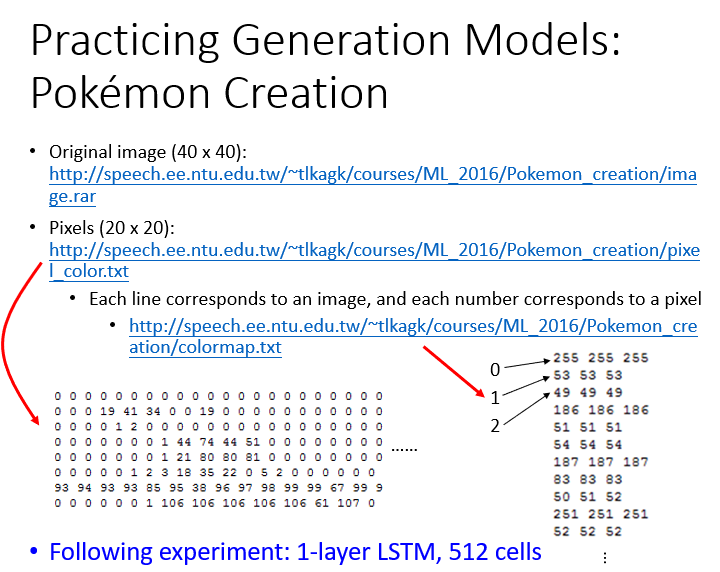 Practicing Generation Models:
Pokémon Creation
• Original image (40 x 40):
http://speech.ee.ntu.edu.tw/~tlkagk/courses/ML_2016/Pokemon_creation/ima
ge.rar
• Pixels (20 x 20):
http://speech.ee.ntu.edu.tw/~tlkagk/courses/ML_2016/Pokemon_creation/pixe
l_color.txt
• Each line corresponds to an image, and each number corresponds to a pixel
• http://speech.ee.ntu.edu.tw/~tlkagk/courses/ML_2016/Pokemon_cre
ation/colormap.txt
0 0 0 0 0 0 0 0 0 0 0 0 0 0 0 0 0 0 0 0 0 0
0 0 0 19 41 34 0 0 19 0 0 0 0 0 0 0 0 0 0
0 0 0 0 1 2 0 0 0 0 0 0 0 0 0 0 0 0 0 0 0 0
0 0 0 0 0 0 0 1 44 74 44 51 0 0 0 0 0 0 0 0
0 0 0 0 0 0 0 1 21 80 80 81 0 0 0 0 0 0 0 0
0 0 0 0 0 1 2 3 18 35 22 0 5 2 0 0 0 0 0 0
93 94 93 93 85 95 38 96 97 98 99 99 67 99 9
0 0 0 0 0 0 1 106 106 106 106 106 61 107 0
......
0
1
2
255 255 255
53 53 53
49 49 49
186 186 186
51 51 51
54 54 54
187 187 187
83 83 83
50 51 52
251 251 251
52 52 52
⋮
• Following experiment: 1-layer LSTM, 512 cells